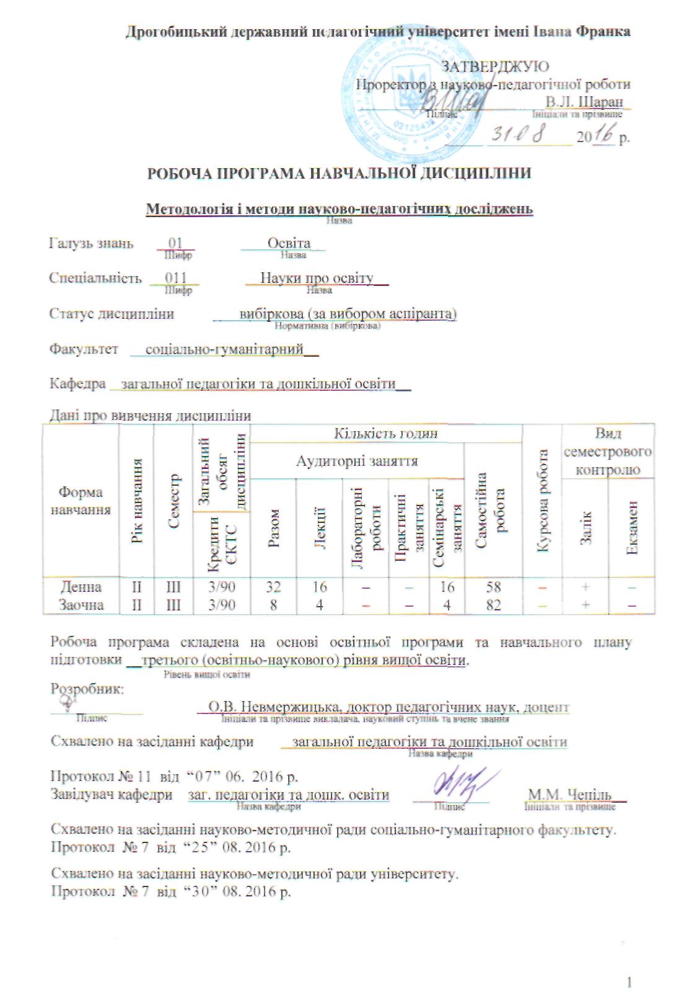 Дрогобицький державний педагогічний університет імені Івана Франка
ЗАТВЕРДЖУЮ
Проректор з науково-педагогічної роботи
В.Л. Шаран
Підпис Ініціали та прізвище
31 08 2016 р.
02125438
РОБОЧА ПРОГРАМА НАВЧАЛЬНОЇ ДИСЦИПЛІНИ
Методологія і методи науково-педагогічних досліджень
Назва
Галузь знань 01 Освіта
Шифр Назва
Спеціальність 011 Науки про освіту
Шифр Назва
Статус дисципліни вибіркова (за вибором аспіранта)
Нормативна (вибіркова)
Факультет соціально-гуманітарний
Кафедра загальної педагогіки та дошкільної освіти
Дані про вивчення дисципліни
Форма навчання
Рік навчання
Семестр
Загальний обсяг дисципліни
Кредити ЄКТС
Кількість годин
Аудиторні заняття
Разом
Лекції
Лабораторні роботи
Практичні заняття
Семінарські заняття
Самостійна робота
Курсова робота
Вид семестрового контролю
Залік
Екзамен
Денна ІІ ІІІ 3/90 32 16 – – 16 58 – + –
Заочна ІІ ІІІ 3/90 8 4 – – 4 82 – + –
Робоча програма складена на основі освітньої програми та навчального плану
підготовки __третього (освітньо-наукового) рівня вищої освіти.
Рівень вищої освіти
Розробник:
О.В. Невмержицька, доктор педагогічних наук, доцент
Підпис Ініціали та прізвище викладача, науковий ступінь та вчене звання
Схвалено на засіданні кафедри загальної педагогіки та дошкільної освіти
Назва кафедри
Протокол № 11 від “07” 06. 2016 р.
Завідувач кафедри заг. педагогіки та дошк. освіти М.М. Чепіль
Назва кафедри Підпис Ініціали та прізвище
Схвалено на засіданні науково-методичної ради соціально-гуманітарного факультету.
Протокол № 7 від “25” 08. 2016 р.
Схвалено на засіданні науково-методичної ради університету.
Протокол № 7 від “30” 08. 2016 р.
1